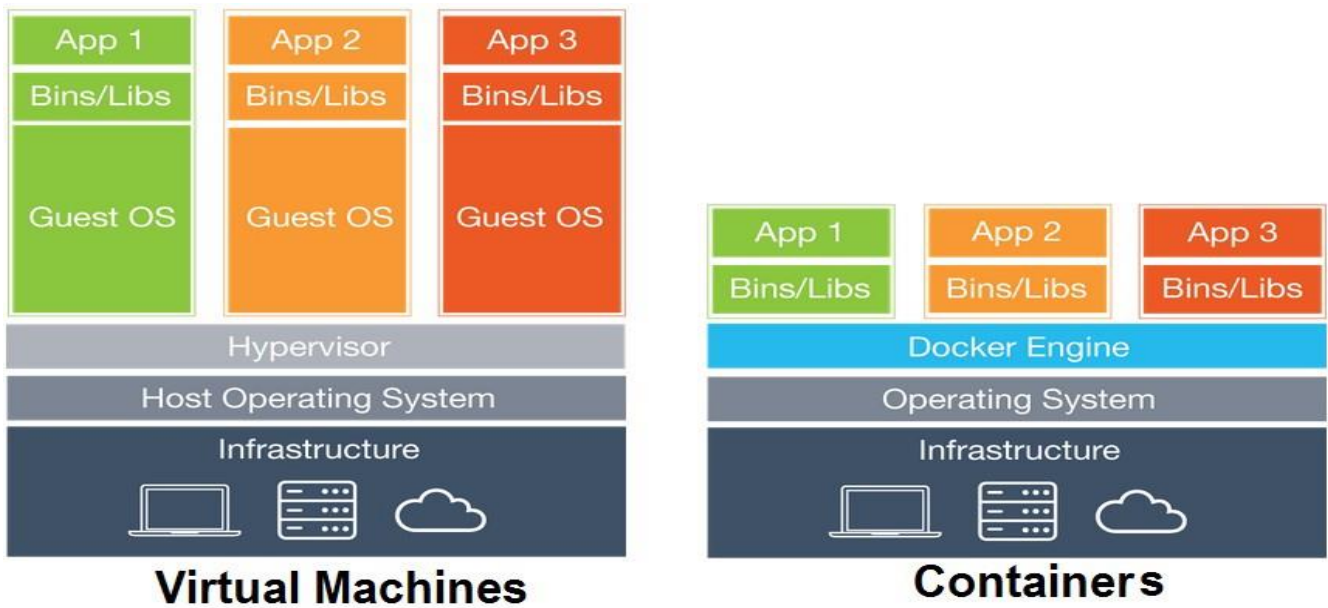 App 1
App 2
App 3
Bins/Libs
Bins/Libs
Bins/Libs
Guest OS
Guest OS
Guest OS
Hypervisor
Host Operating System
Infrastructure
Virtual Machines
App 1
App 2
App 3
Bins/Libs
Bins/Libs
Bins/Libs
Docker Engine
Operating System
Infrastructure
Containers